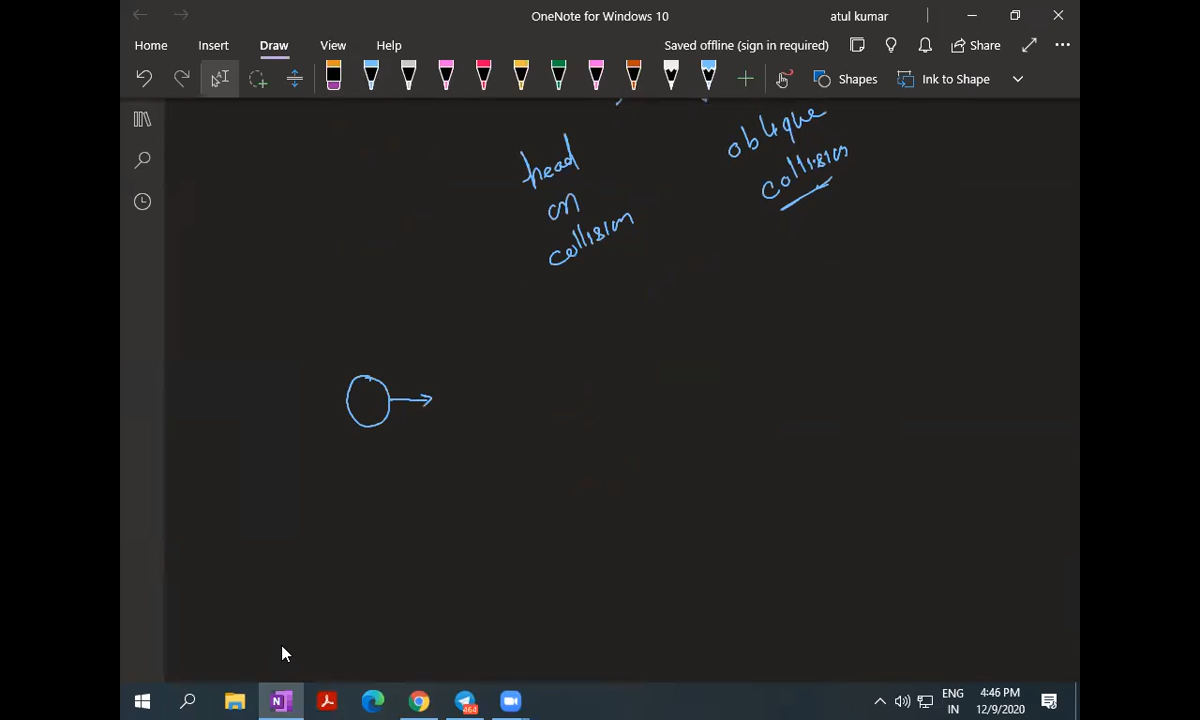 OneNote for Windows 10
atul kumar
Home Insert Draw View Help
Saved offline (sign in required)
Share
Shapes
Ink to Shape
oblique
collision
head
on
collision
464
ENG
IN
4:46 PM
12/9/2020